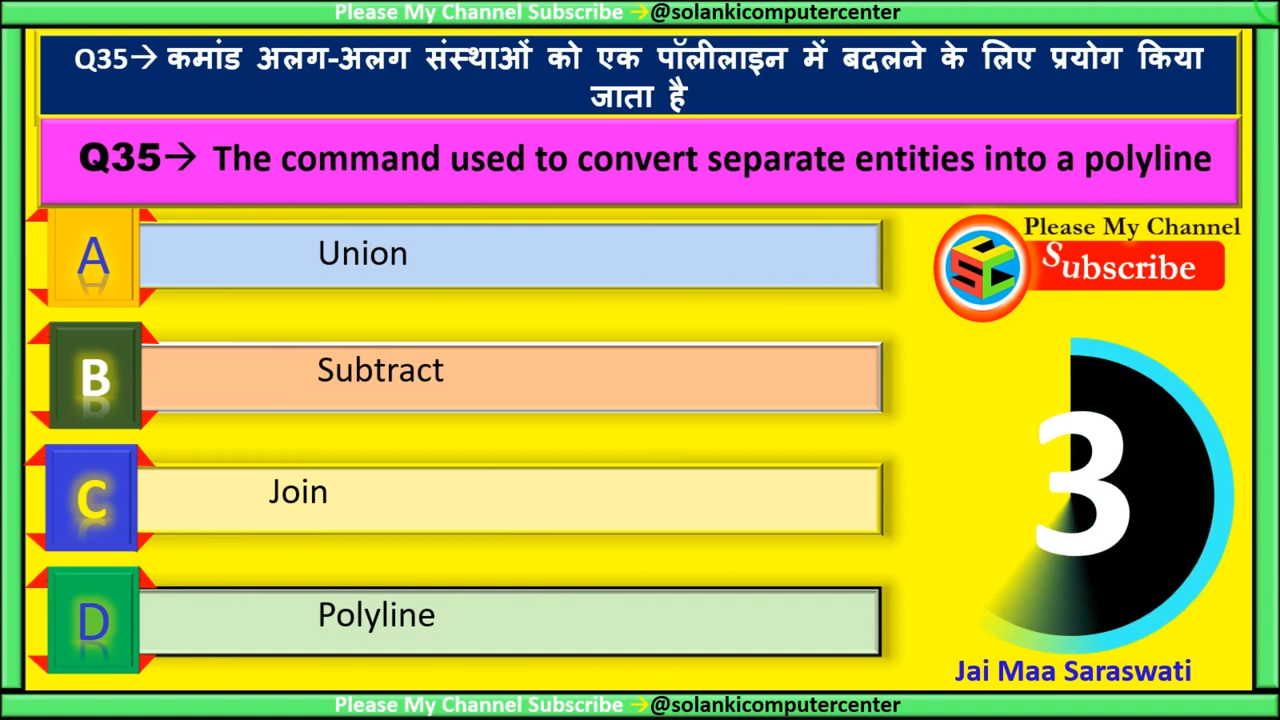 Please My Channel Subscribe →@solankicomputercenter
Q35→ कमांड अलग-अलग संस्थाओं को एक पॉलीलाइन में बदलने के लिए प्रयोग किया
जाता है
Q35→ The command used to convert separate entities into a polyline
A Union
Please My Channel
SCC Subscribe
B Subtract
C Join
3
D Polyline
Jai Maa Saraswati
Please My Channel Subscribe →@solankicomputercenter